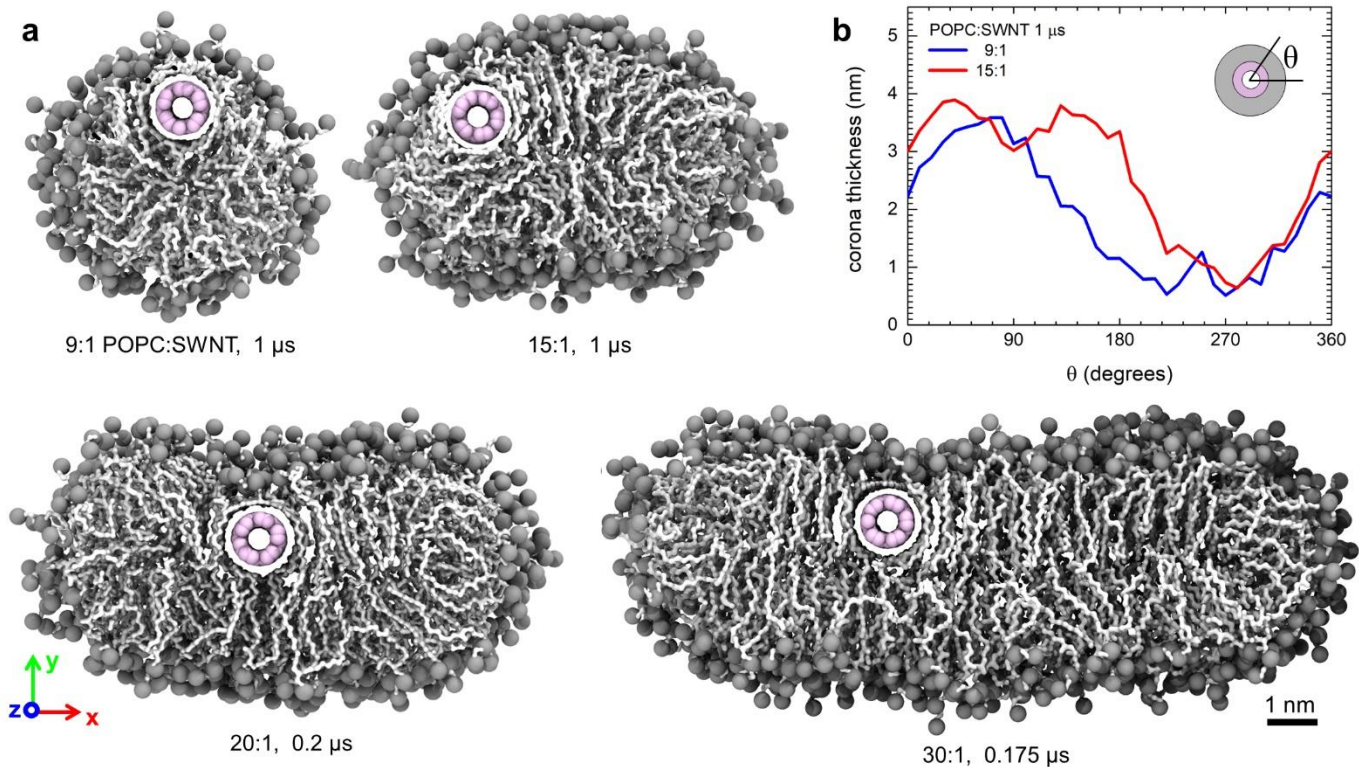 a
9:1 POPC:SWNT, 1 μs
15:1, 1 μs
b
POPC:SWNT 1 μs
9:1
15:1
θ
corona thickness (nm)
5
4
3
2
1
0
0 90 180 270 360
θ (degrees)
y
z x
20:1, 0.2 μs
30:1, 0.175 μs
1 nm